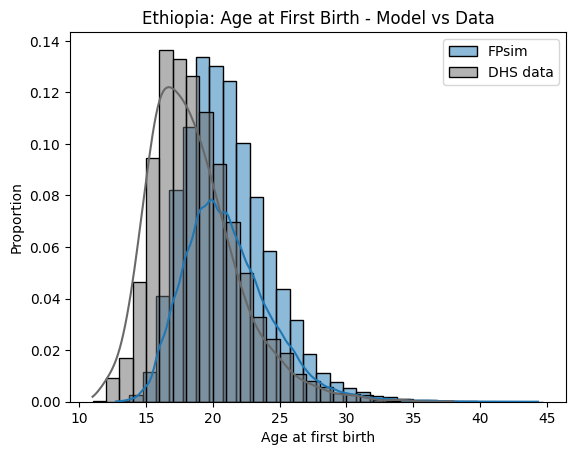 Ethiopia: Age at First Birth - Model vs Data
FPsim
DHS data
Proportion
0.14
0.12
0.10
0.08
0.06
0.04
0.02
0.00
10 15 20 25 30 35 40 45
Age at first birth